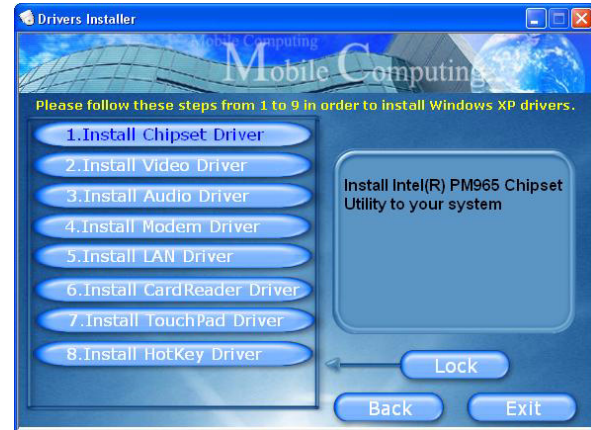 Drivers Installer
Mobile Computing
Mobile Computing
Please follow these steps from 1 to 9 in order to install Windows XP drivers.
1.Install Chipset Driver
2.Install Video Driver
3.Install Audio Driver
4.Install Modem Driver
5.Install LAN Driver
6.Install CardReader Driver
7.Install TouchPad Driver
8.Install HotKey Driver
Install Intel(R) PM965 Chipset
Utility to your system
Lock
Back
Exit